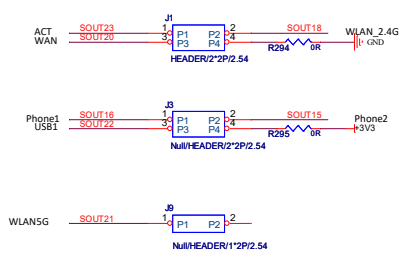 J1
ACT SOUT23 1 P1 P2 2 SOUT18 WLAN_2.4G
WAN SOUT20 3 P3 P4 4 R294 0R GND
HEADER/2*2P/2.54
J3
Phone1 SOUT16 1 P1 P2 2 SOUT15 Phone2
USB1 SOUT22 3 P3 P4 4 R295 0R +3V3
Null/HEADER/2*2P/2.54
J9
WLAN5G SOUT21 1 P1 P2 2
Null/HEADER/1*2P/2.54